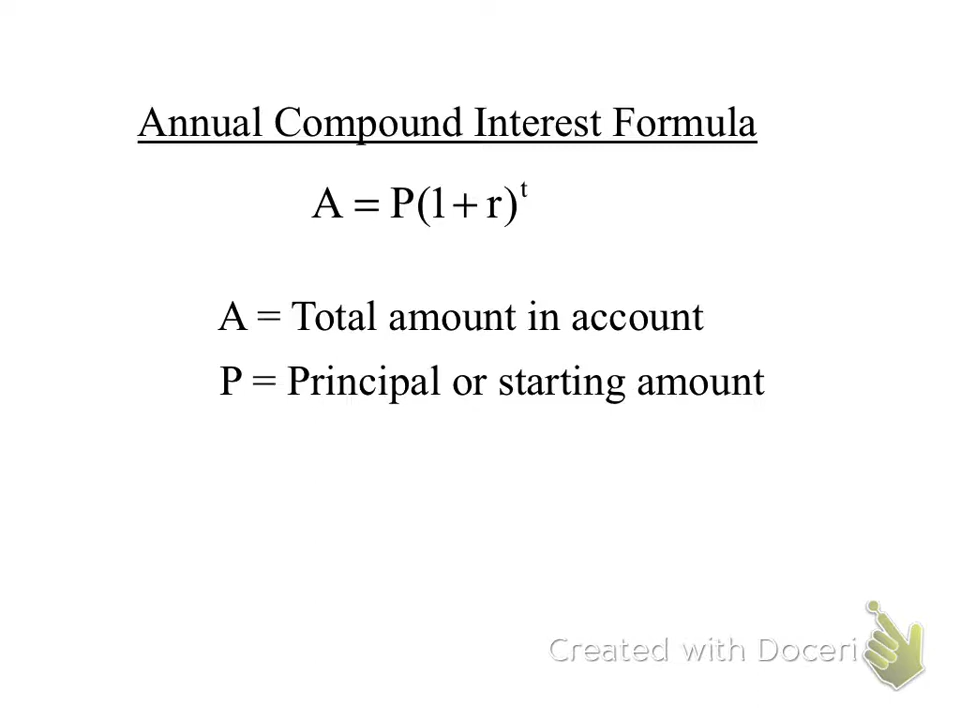 Annual Compound Interest Formula
A = P(1 + r)^t
A = Total amount in account
P = Principal or starting amount
Created with Doceri